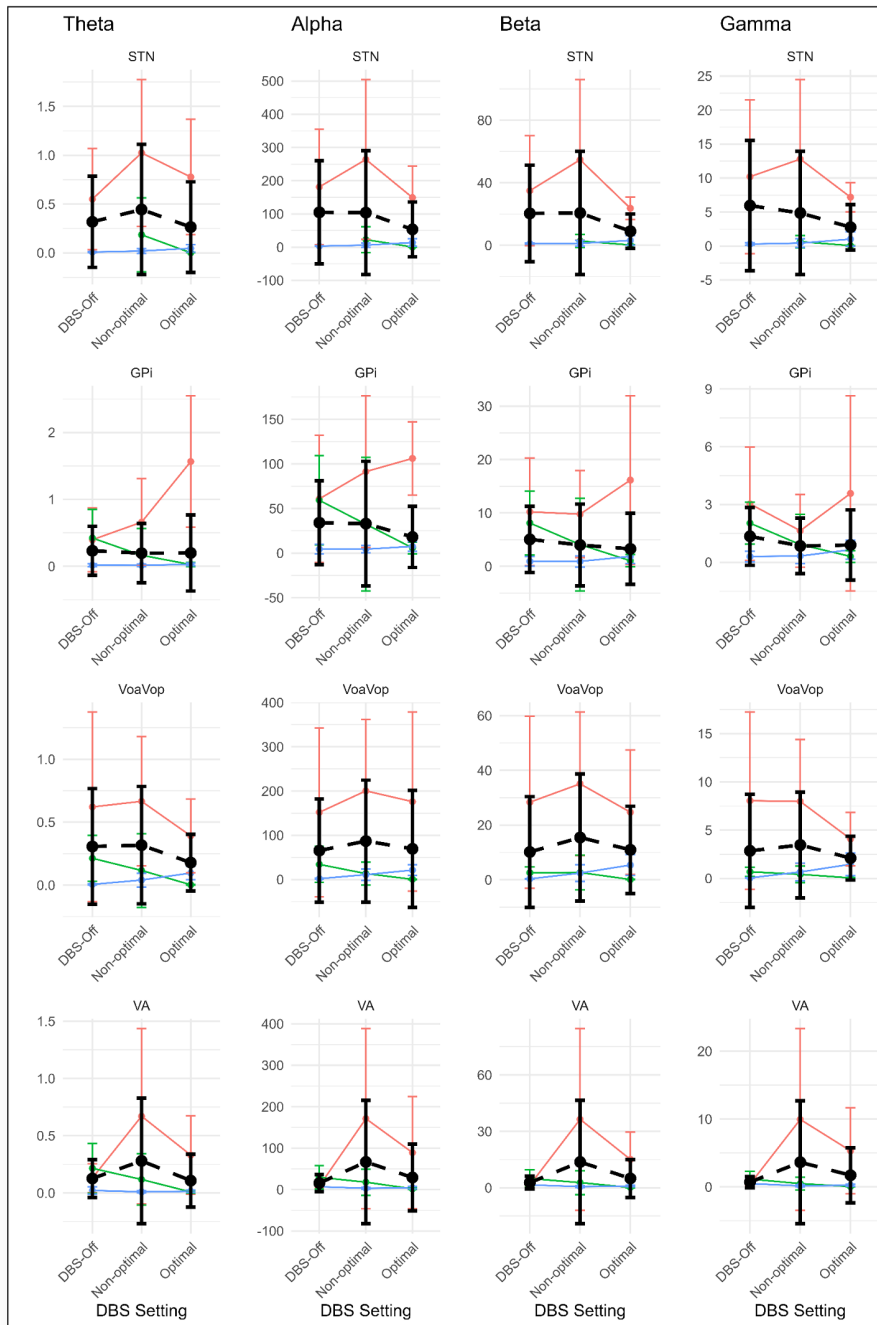 Theta Alpha Beta Gamma
STN STN STN STN
1.5 500 80 25
1.0 400 40 20
0.5 300 0 15
0.0 200 10
100 5
0 0
-100 -5
DBS-Off Non-optimal Optimal DBS-Off Non-optimal Optimal DBS-Off Non-optimal Optimal DBS-Off Non-optimal Optimal
GPi GPi GPi GPi
2 150 30 9
1 100 20 6
0 50 10 3
0 0 0
-50
DBS-Off Non-optimal Optimal DBS-Off Non-optimal Optimal DBS-Off Non-optimal Optimal DBS-Off Non-optimal Optimal
VoaVop VoaVop VoaVop VoaVop
1.0 400 60 15
0.5 300 40 10
0.0 200 20 5
100 0 0
0
DBS-Off Non-optimal Optimal DBS-Off Non-optimal Optimal DBS-Off Non-optimal Optimal DBS-Off Non-optimal Optimal
VA VA VA VA
1.5 400 60 20
1.0 300 30 10
0.5 200 0 0
0.0 100
0
-100
DBS-Off Non-optimal Optimal DBS-Off Non-optimal Optimal DBS-Off Non-optimal Optimal DBS-Off Non-optimal Optimal
DBS Setting DBS Setting DBS Setting DBS Setting